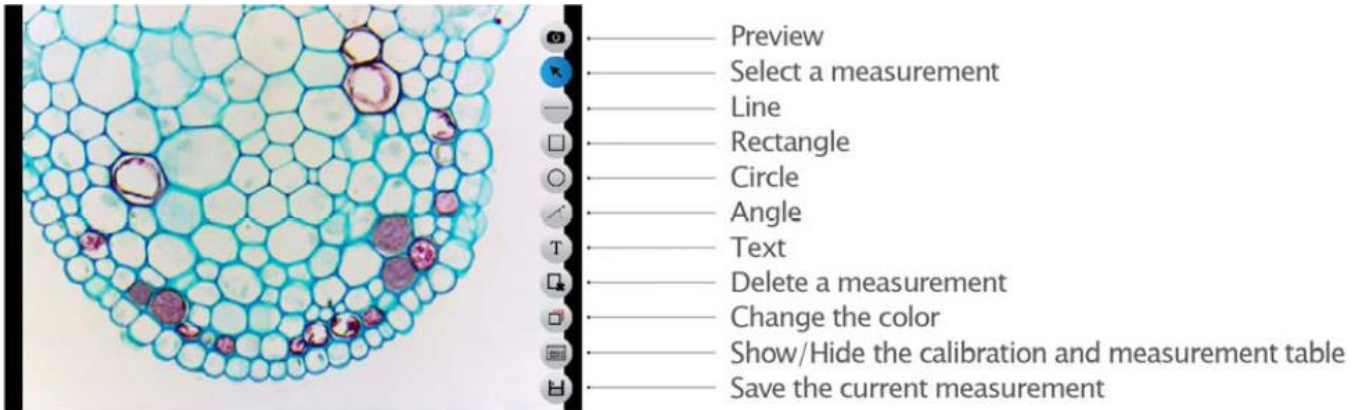 Preview
Select a measurement
Line
Rectangle
Circle
Angle
T Text
Delete a measurement
Change the color
Show/Hide the calibration and measurement table
Save the current measurement